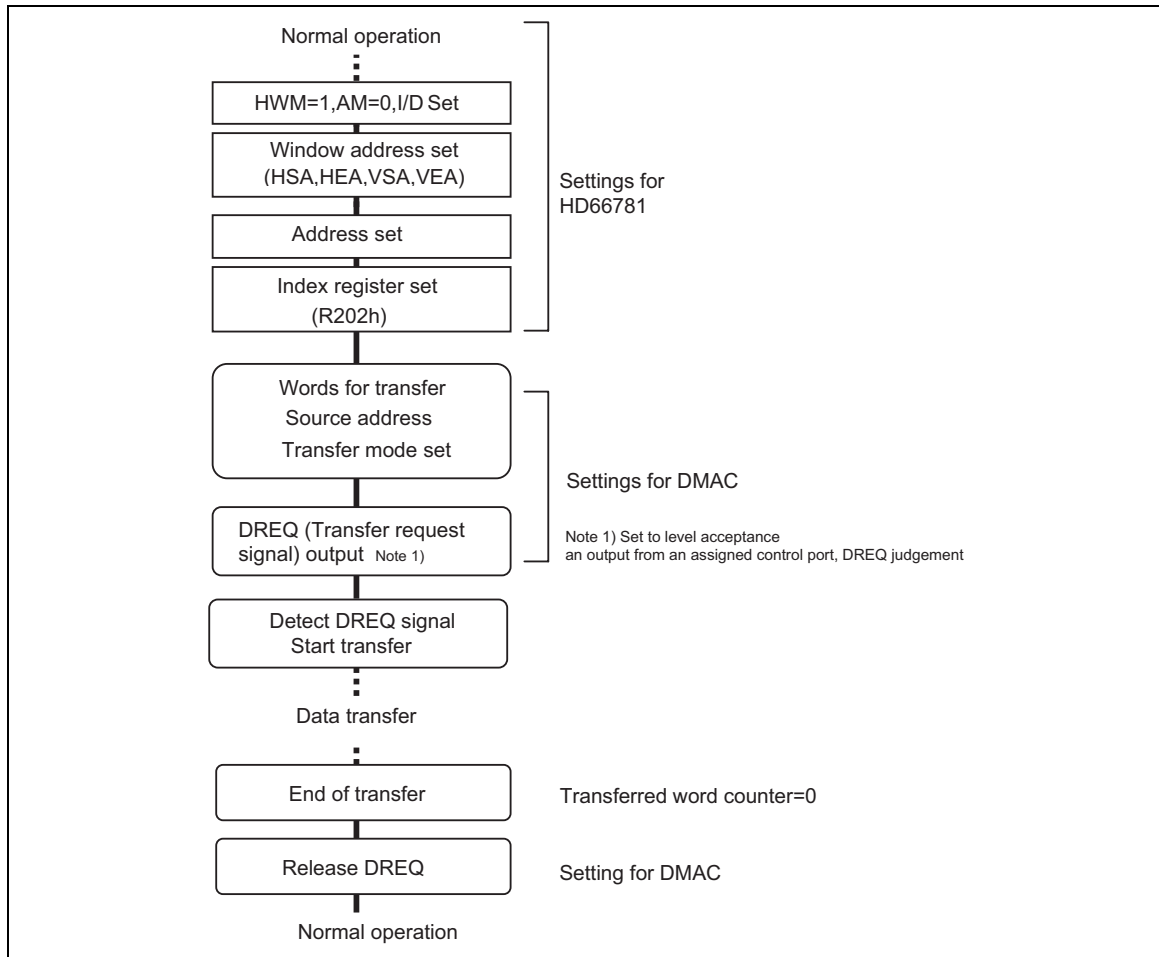 Normal operation
HWM=1,AM=0,I/D Set
Window address set
(HSA,HEA,VSA,VEA)
Settings for
HD66781
Address set
Index register set
(R202h)
Words for transfer
Source address
Transfer mode set
Settings for DMAC
DREQ (Transfer request
signal) output Note 1)
Note 1) Set to level acceptance
an output from an assigned control port, DREQ judgement
Detect DREQ signal
Start transfer
Data transfer
End of transfer
Transferred word counter=0
Release DREQ
Setting for DMAC
Normal operation